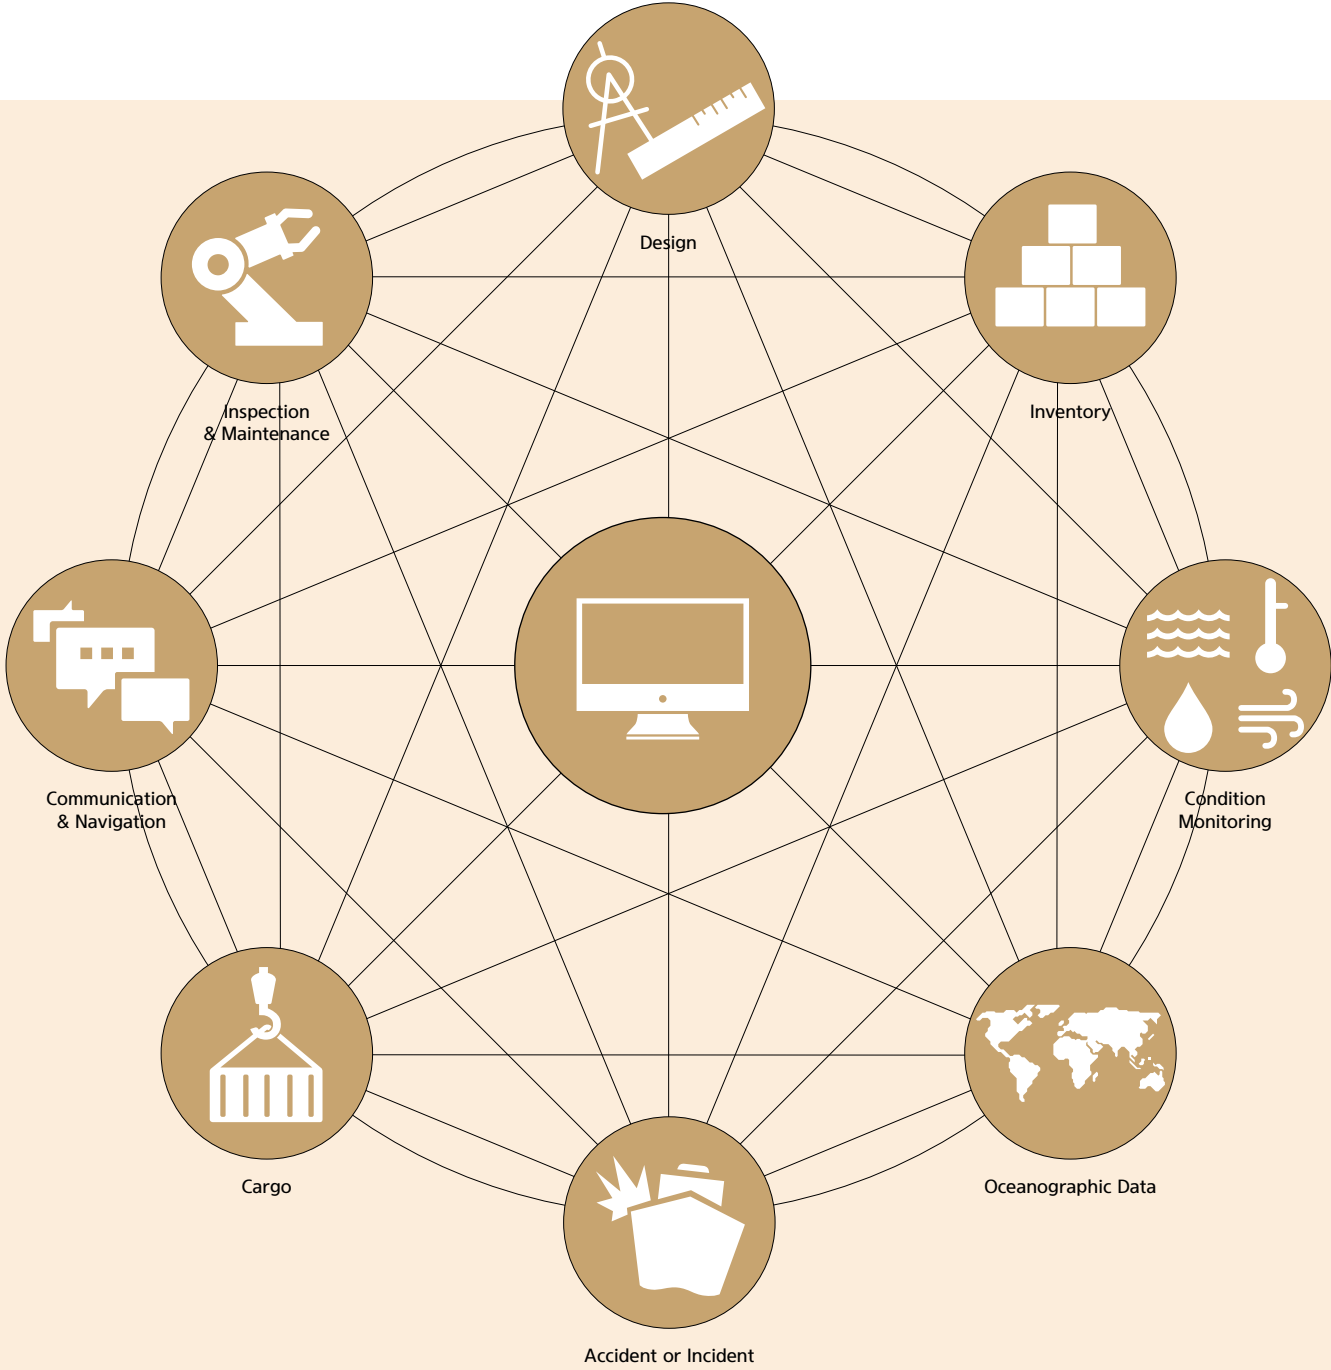 Design
Inspection
& Maintenance
Inventory
Communication
& Navigation
Condition
Monitoring
Cargo
Oceanographic Data
Accident or Incident